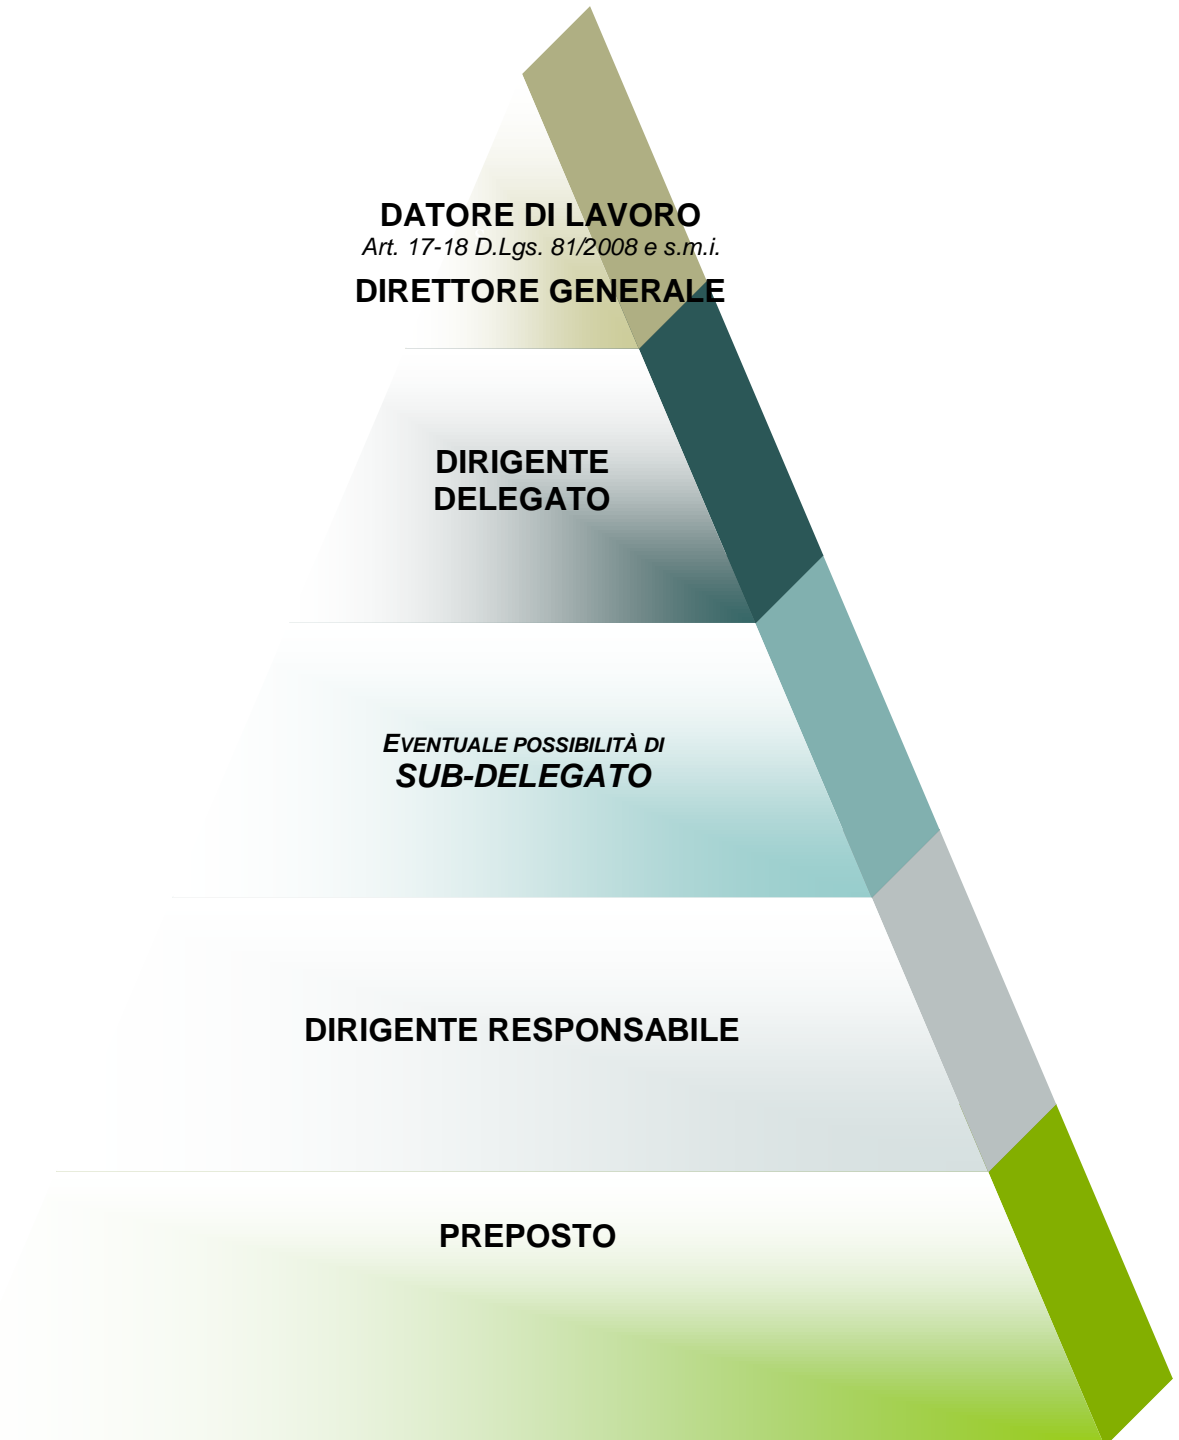 DATORE DI LAVORO
Art. 17-18 D.Lgs. 81/2008 e s.m.i.
DIRETTORE GENERALE
DIRIGENTE
DELEGATO
EVENTUALE POSSIBILITÀ DI
SUB-DELEGATO
DIRIGENTE RESPONSABILE
PREPOSTO